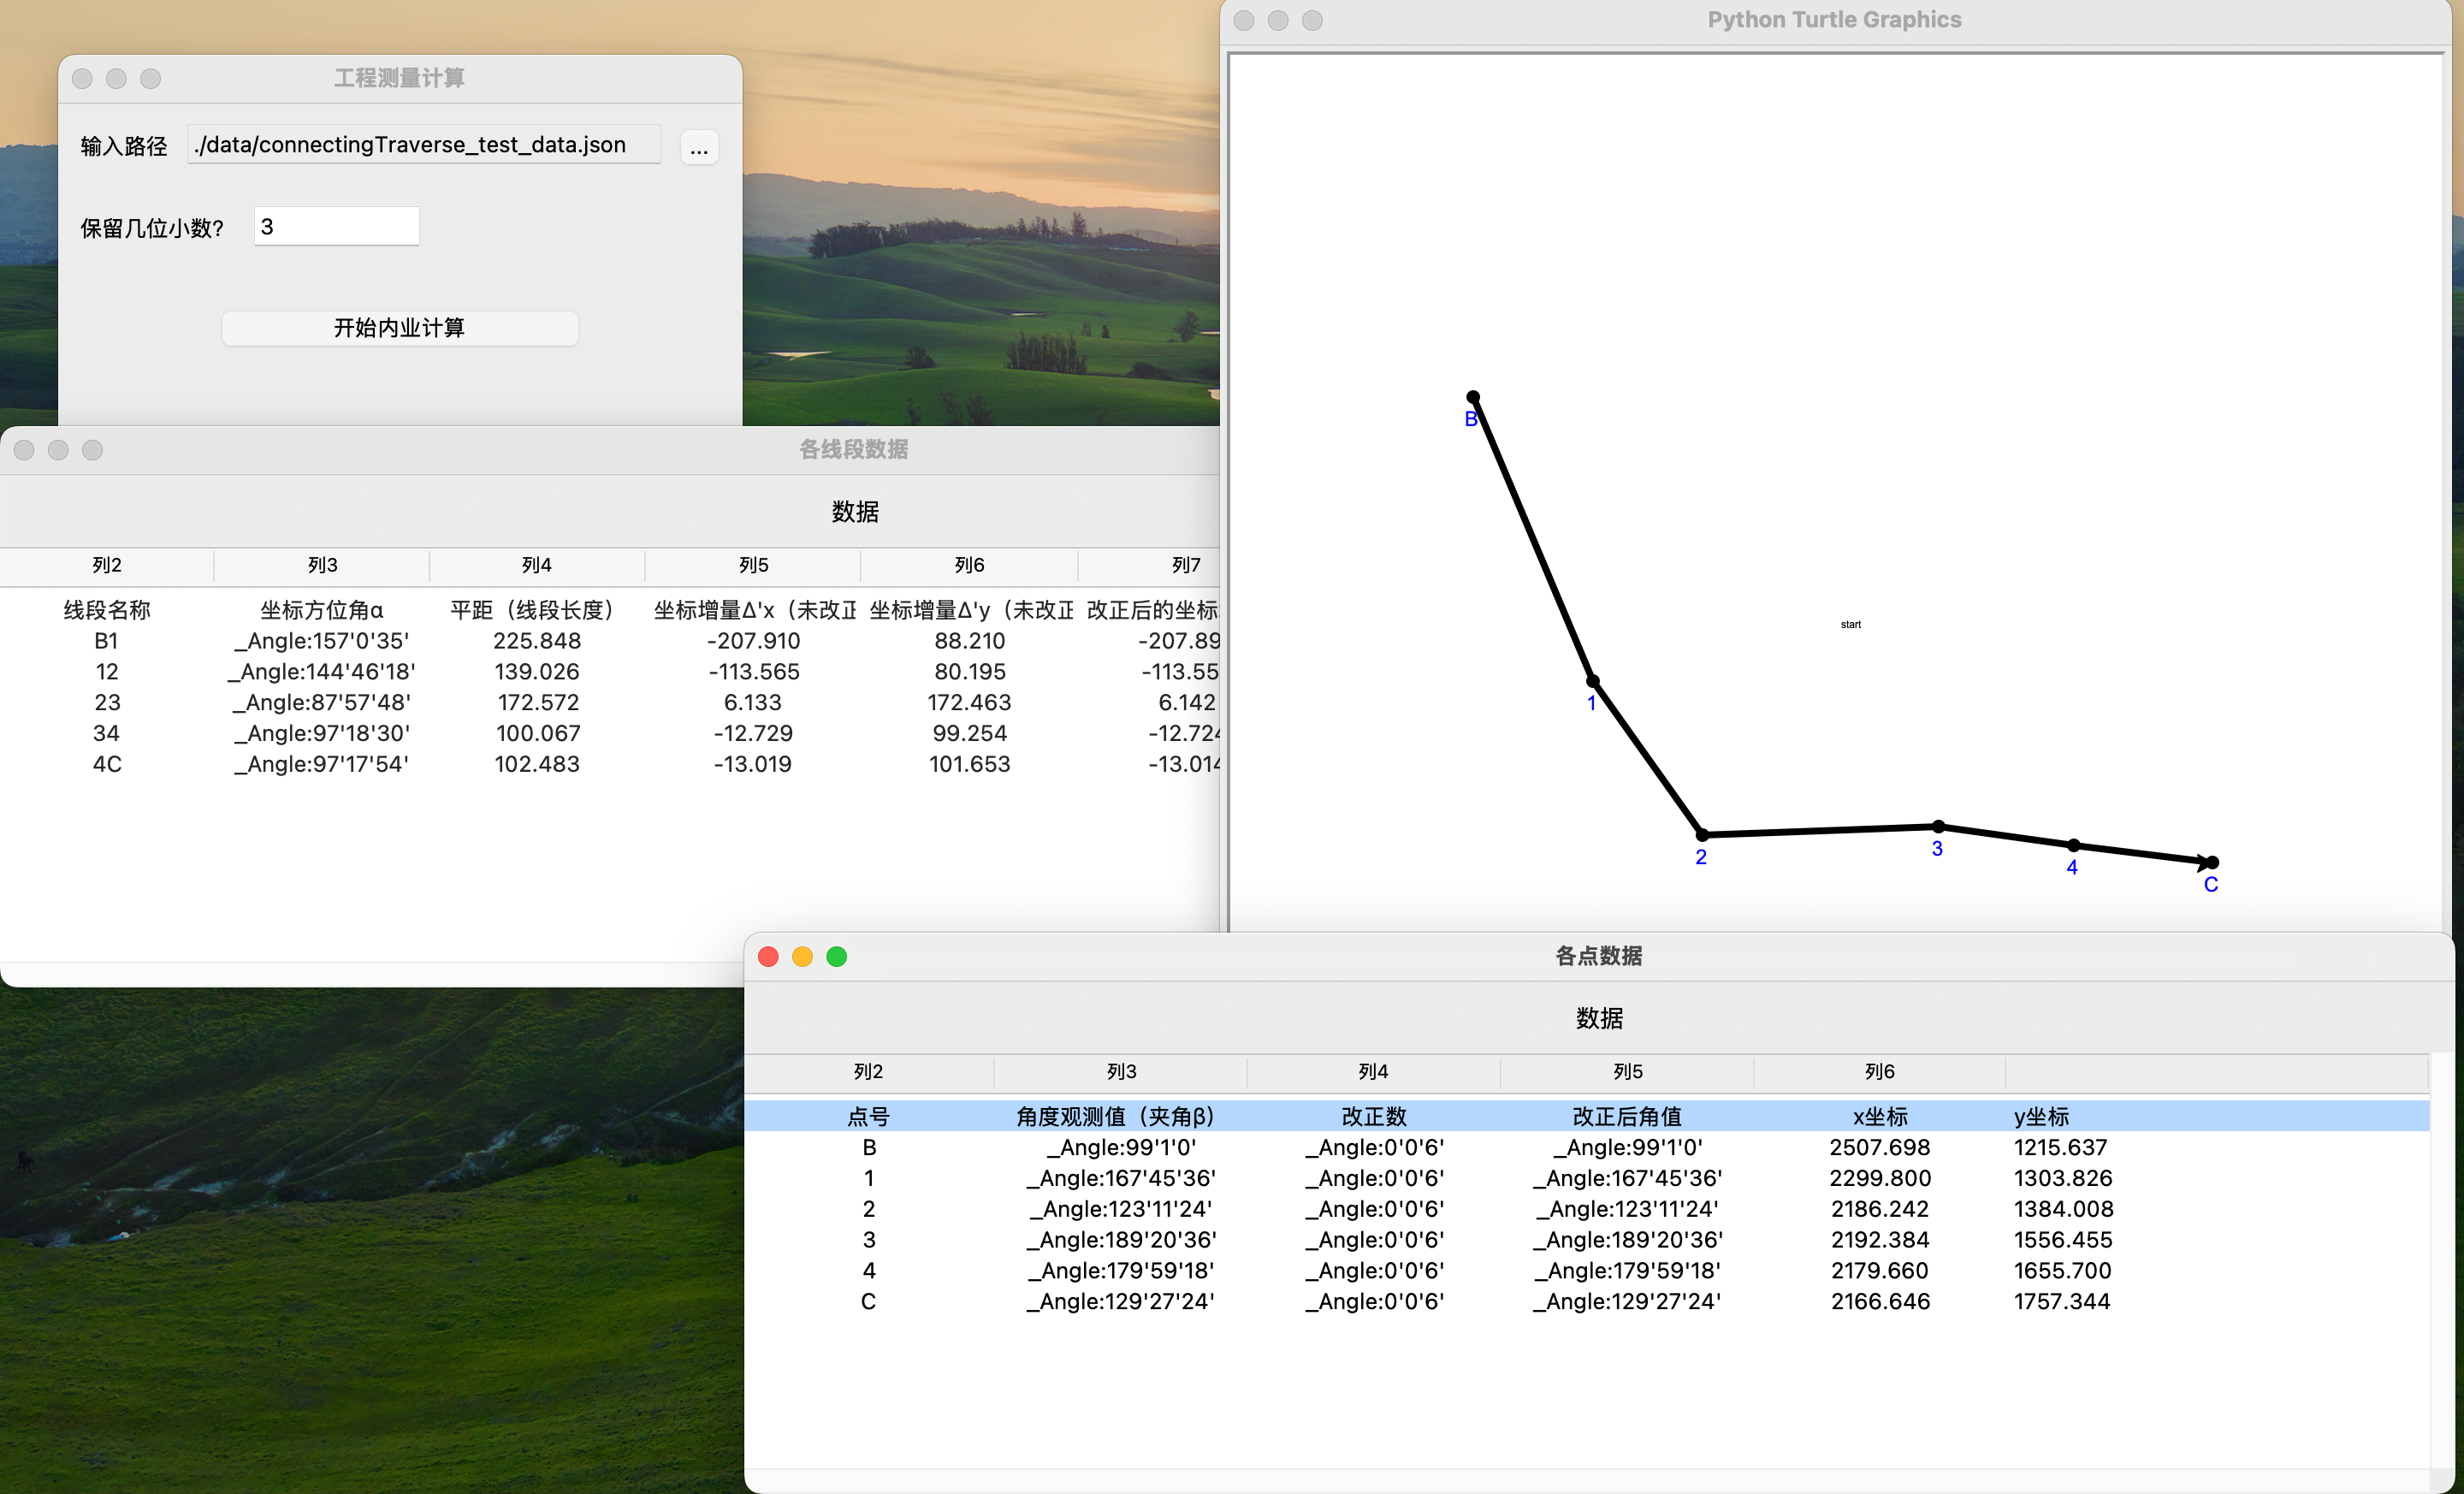 工程测量计算
输入路径 ./data/connectingTraverse_test_data.json ...
保留几位小数? 3
开始内业计算
各线段数据
数据
列2 列3 列4 列5 列6 列7
线段名称 坐标方位角α 平距（线段长度） 坐标增量Δ'x（未改正 坐标增量Δ'y（未改正 改正后的坐标
B1 _Angle:157'0'35' 225.848 -207.910 88.210 -207.89
12 _Angle:144'46'18' 139.026 -113.565 80.195 -113.55
23 _Angle:87'57'48' 172.572 6.133 172.463 6.142
34 _Angle:97'18'30' 100.067 -12.729 99.254 -12.724
4C _Angle:97'17'54' 102.483 -13.019 101.653 -13.014
Python Turtle Graphics
B
start
1
2
3
4
C
各点数据
数据
列2 列3 列4 列5 列6
点号 角度观测值（夹角β） 改正数 改正后角值 x坐标 y坐标
B _Angle:99'1'0' _Angle:0'0'6' _Angle:99'1'0' 2507.698 1215.637
1 _Angle:167'45'36' _Angle:0'0'6' _Angle:167'45'36' 2299.800 1303.826
2 _Angle:123'11'24' _Angle:0'0'6' _Angle:123'11'24' 2186.242 1384.008
3 _Angle:189'20'36' _Angle:0'0'6' _Angle:189'20'36' 2192.384 1556.455
4 _Angle:179'59'18' _Angle:0'0'6' _Angle:179'59'18' 2179.660 1655.700
C _Angle:129'27'24' _Angle:0'0'6' _Angle:129'27'24' 2166.646 1757.344